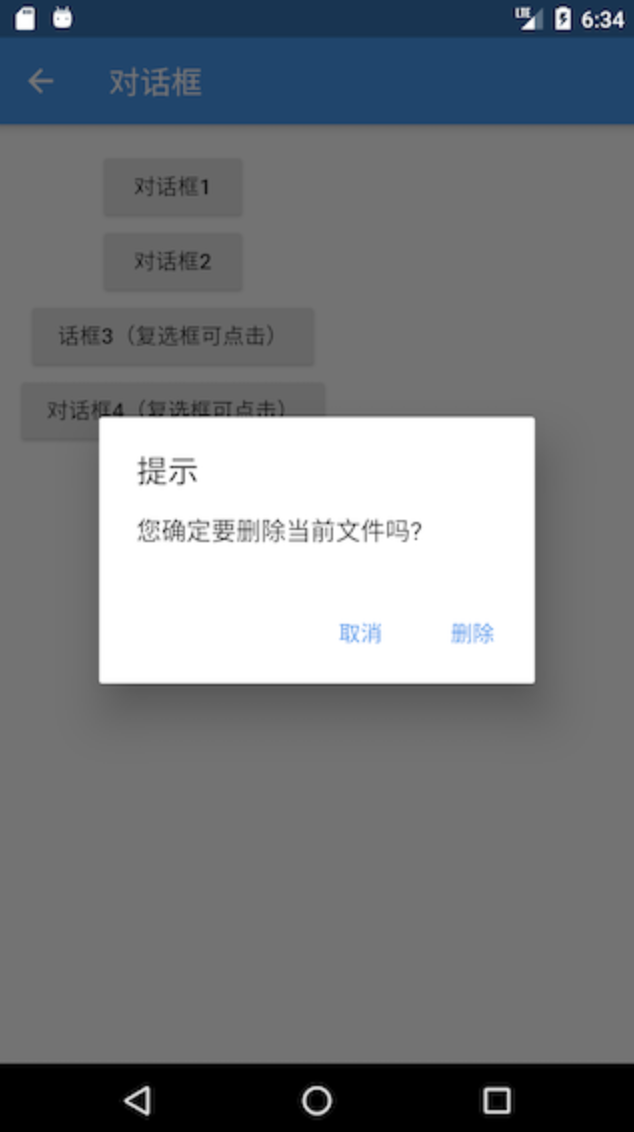 LTE 6:34
对话框
对话框1
对话框2
话框3（复选框可点击）
对话框4（复选框可点击）
提示
您确定要删除当前文件吗?
取消 删除